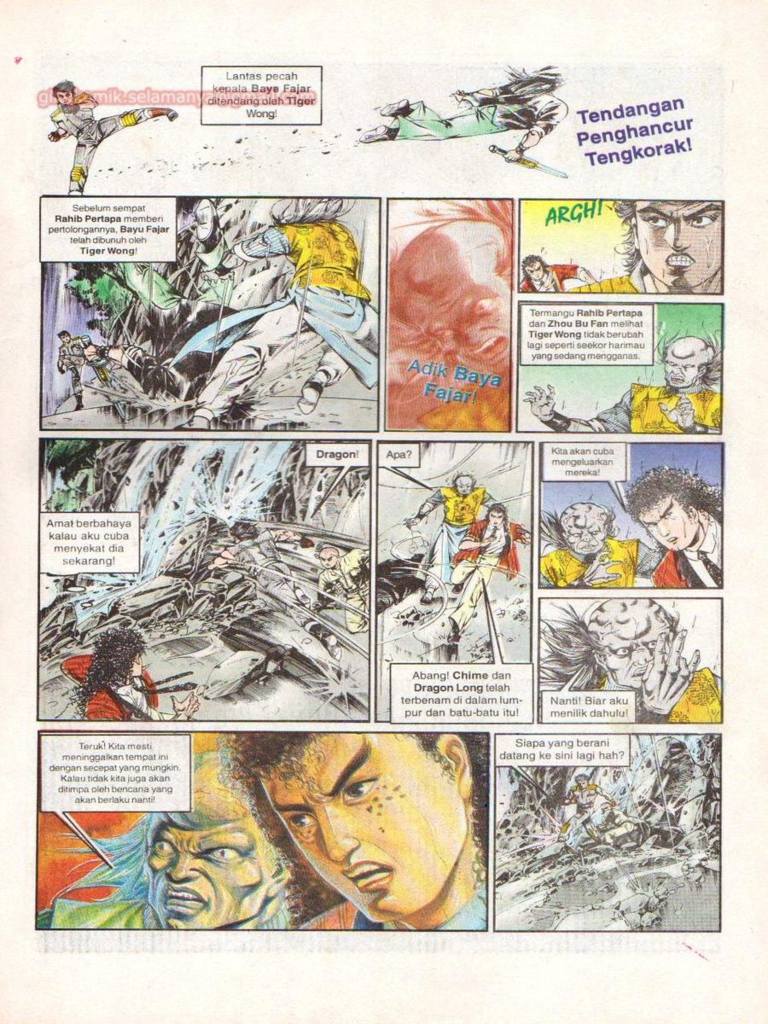 Lantas pecah
kepala Baye Fajar
ditendang oleh Tiger
Wong!
Tendangan
Penghancur
Tengkorak!
Sebelum sempat
Rahib Pertapa memberi
pertolongannya, Bayu Fajar
telah dibunuh oleh
Tiger Wong!
Adik Baya
Fajar!
ARGH!
Termangu Rahib Pertapa
dan Zhou Bu Fan melihat
Tiger Wong tidak berubah
lagi seperti seekor harimau
yang sedang mengganas.
Dragon!
Amat berbahaya
kalau aku cuba
menyekat dia
sekarang!
Apa?
Abang! Chime dan
Dragon Long telah
terbenam di dalam lum-
pur dan batu-batu itu!
Kita akan cuba
mengeluarkan
mereka!
Nanti! Biar aku
menilik dahulu!
Teruk! Kita mesti
meninggalkan tempat ini
dengan secepat yang mungkin.
Kalau tidak kita juga akan
ditimpa oleh bencana yang
akan berlaku nanti!
Siapa yang berani
datang ke sini lagi hah?